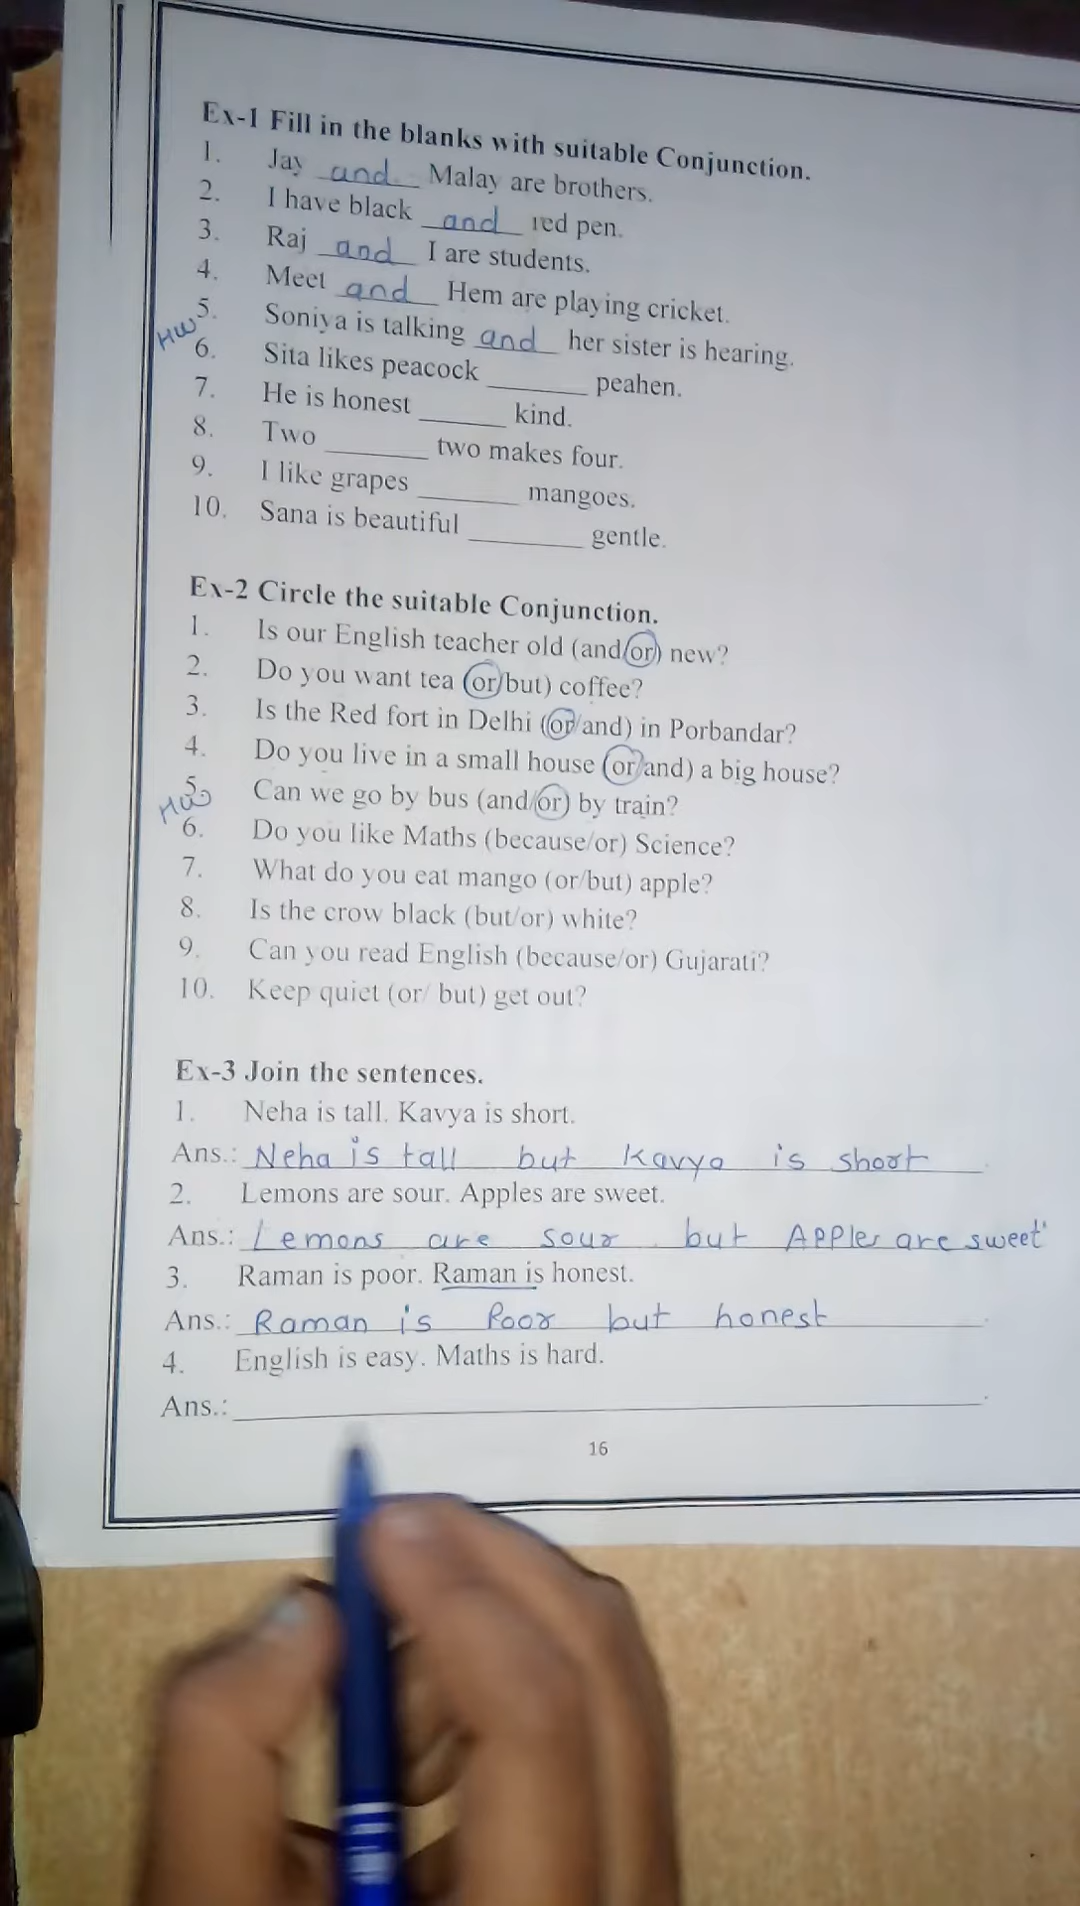 Ex-1 Fill in the blanks with suitable Conjunction.
1. Jay and Malay are brothers.
2. I have black and red pen.
3. Raj and I are students.
4. Meet and Hem are playing cricket.
5. Soniya is talking and her sister is hearing.
HW
6. Sita likes peacock ______ peahen.
7. He is honest ______ kind.
8. Two ______ two makes four.
9. I like grapes ______ mangoes.
10. Sana is beautiful ______ gentle.
Ex-2 Circle the suitable Conjunction.
1. Is our English teacher old (and/or) new?
2. Do you want tea (or/but) coffee?
3. Is the Red fort in Delhi (or/and) in Porbandar?
4. Do you live in a small house (or/and) a big house?
5. Can we go by bus (and/or) by train?
HW
6. Do you like Maths (because/or) Science?
7. What do you eat mango (or/but) apple?
8. Is the crow black (but/or) white?
9. Can you read English (because/or) Gujarati?
10. Keep quiet (or/ but) get out?
Ex-3 Join the sentences.
1. Neha is tall. Kavya is short.
Ans.: Neha is tall but Kavya is short.
2. Lemons are sour. Apples are sweet.
Ans.: Lemons are sour but Apples are sweet
3. Raman is poor. Raman is honest.
Ans.: Raman is Poor but honest.
4. English is easy. Maths is hard.
Ans.: ______.
16